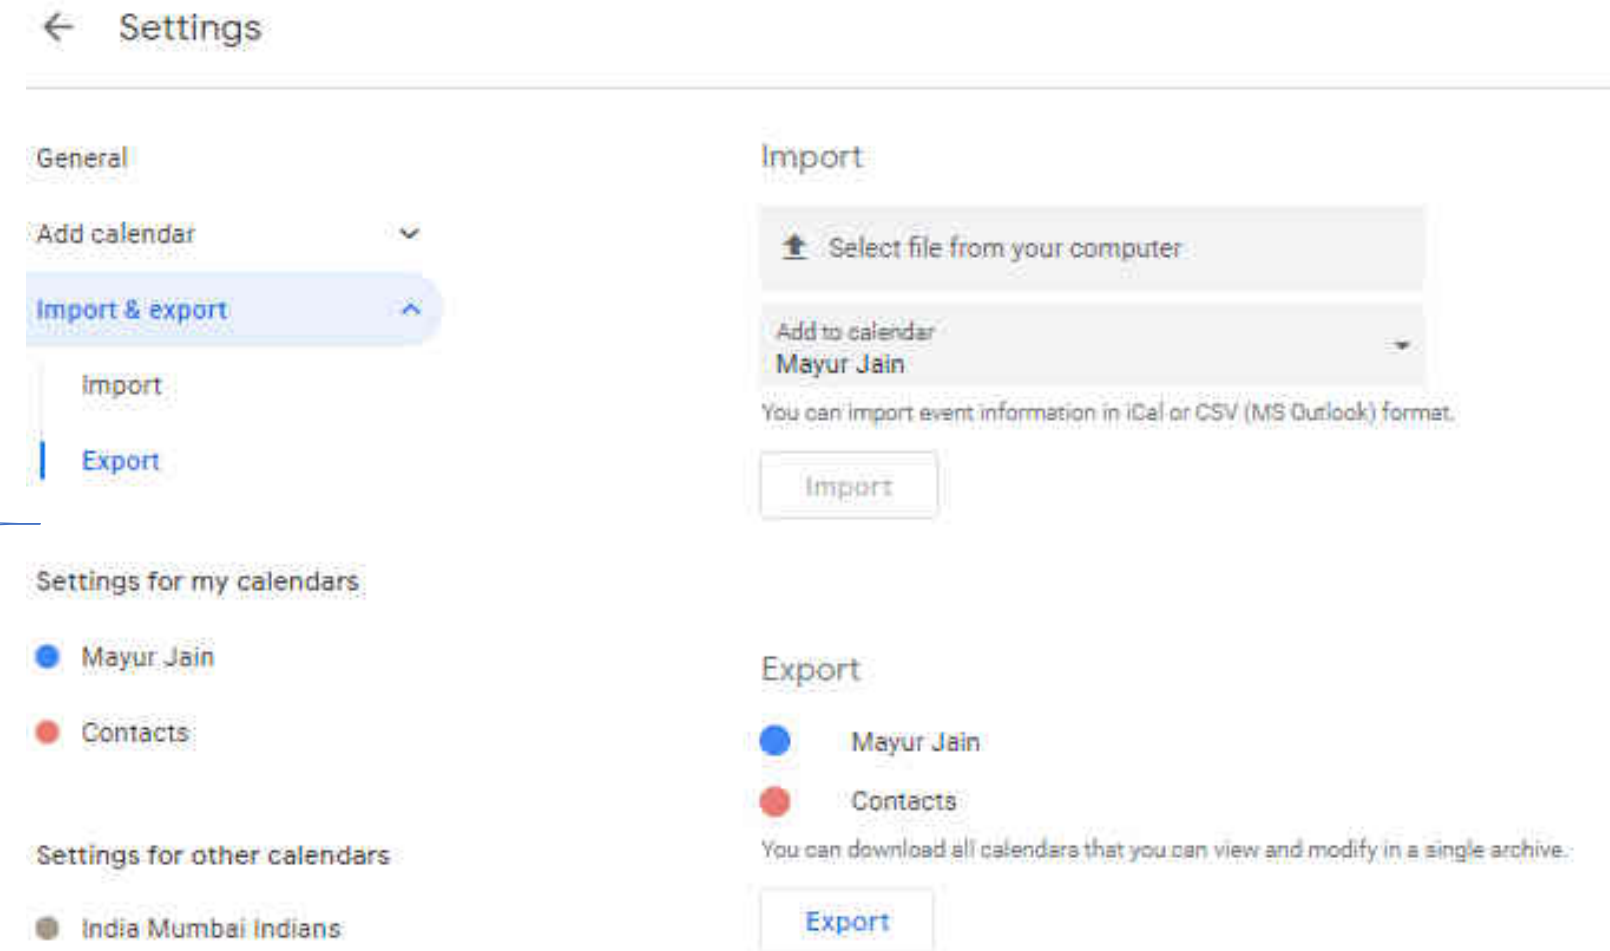 Settings
General
Add calendar
Import & export
Import
Export
Settings for my calendars
Mayur Jain
Contacts
Settings for other calendars
India Mumbai Indians
Import
Select file from your computer
Add to calendar
Mayur Jain
You can import event information in iCal or CSV (MS Outlook) format.
Import
Export
Mayur Jain
Contacts
You can download all calendars that you can view and modify in a single archive.
Export